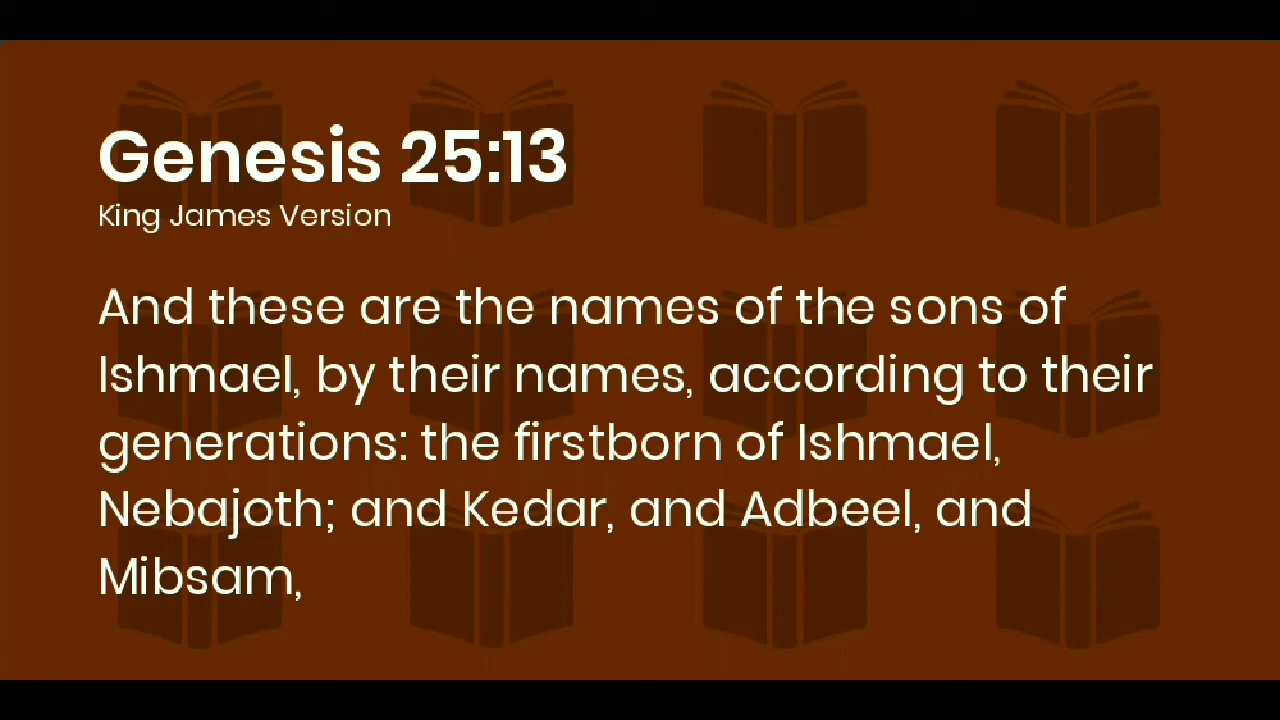 Genesis 25:13
King James Version
And these are the names of the sons of
Ishmael, by their names, according to their
generations: the firstborn of Ishmael,
Nebajoth; and Kedar, and Adbeel, and
Mibsam,